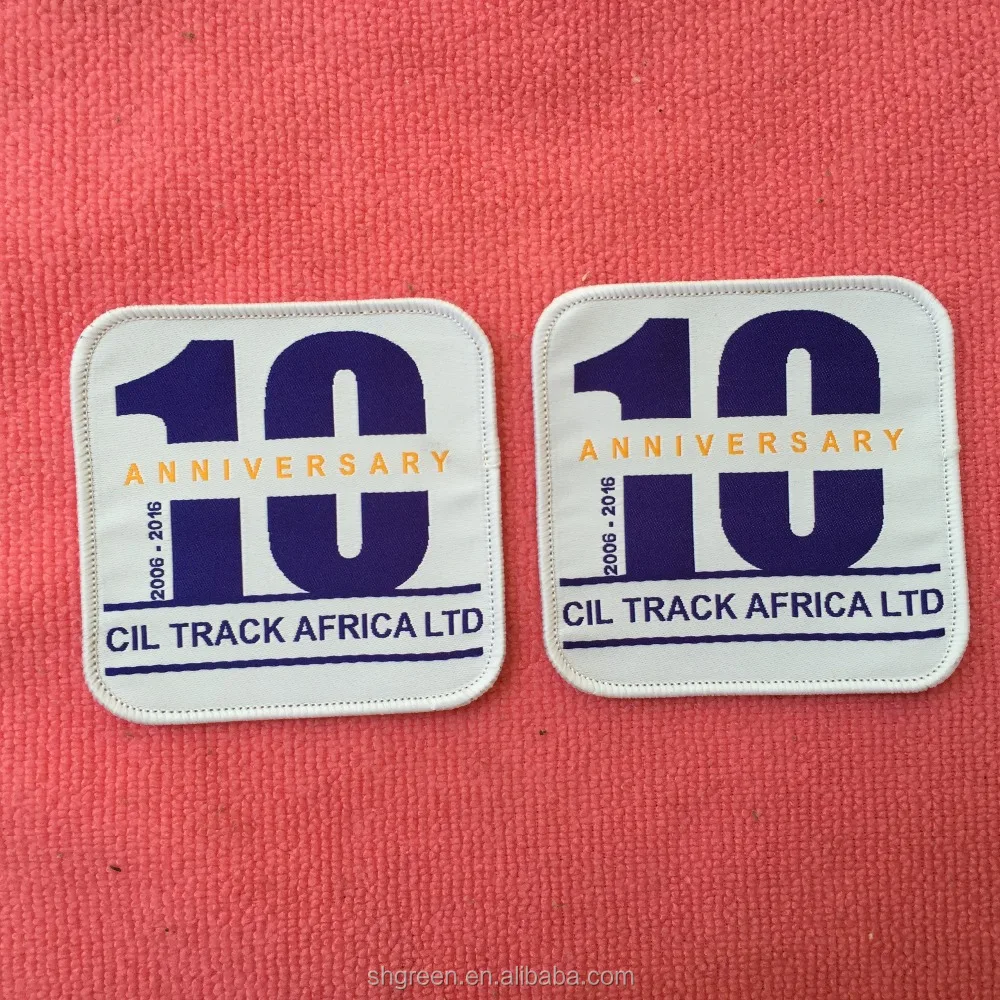 10
ANNIVERSARY
2006 - 2016
CIL TRACK AFRICA LTD
10
ANNIVERSARY
2006 - 2016
CIL TRACK AFRICA LTD
shgreen.en.alibaba.com